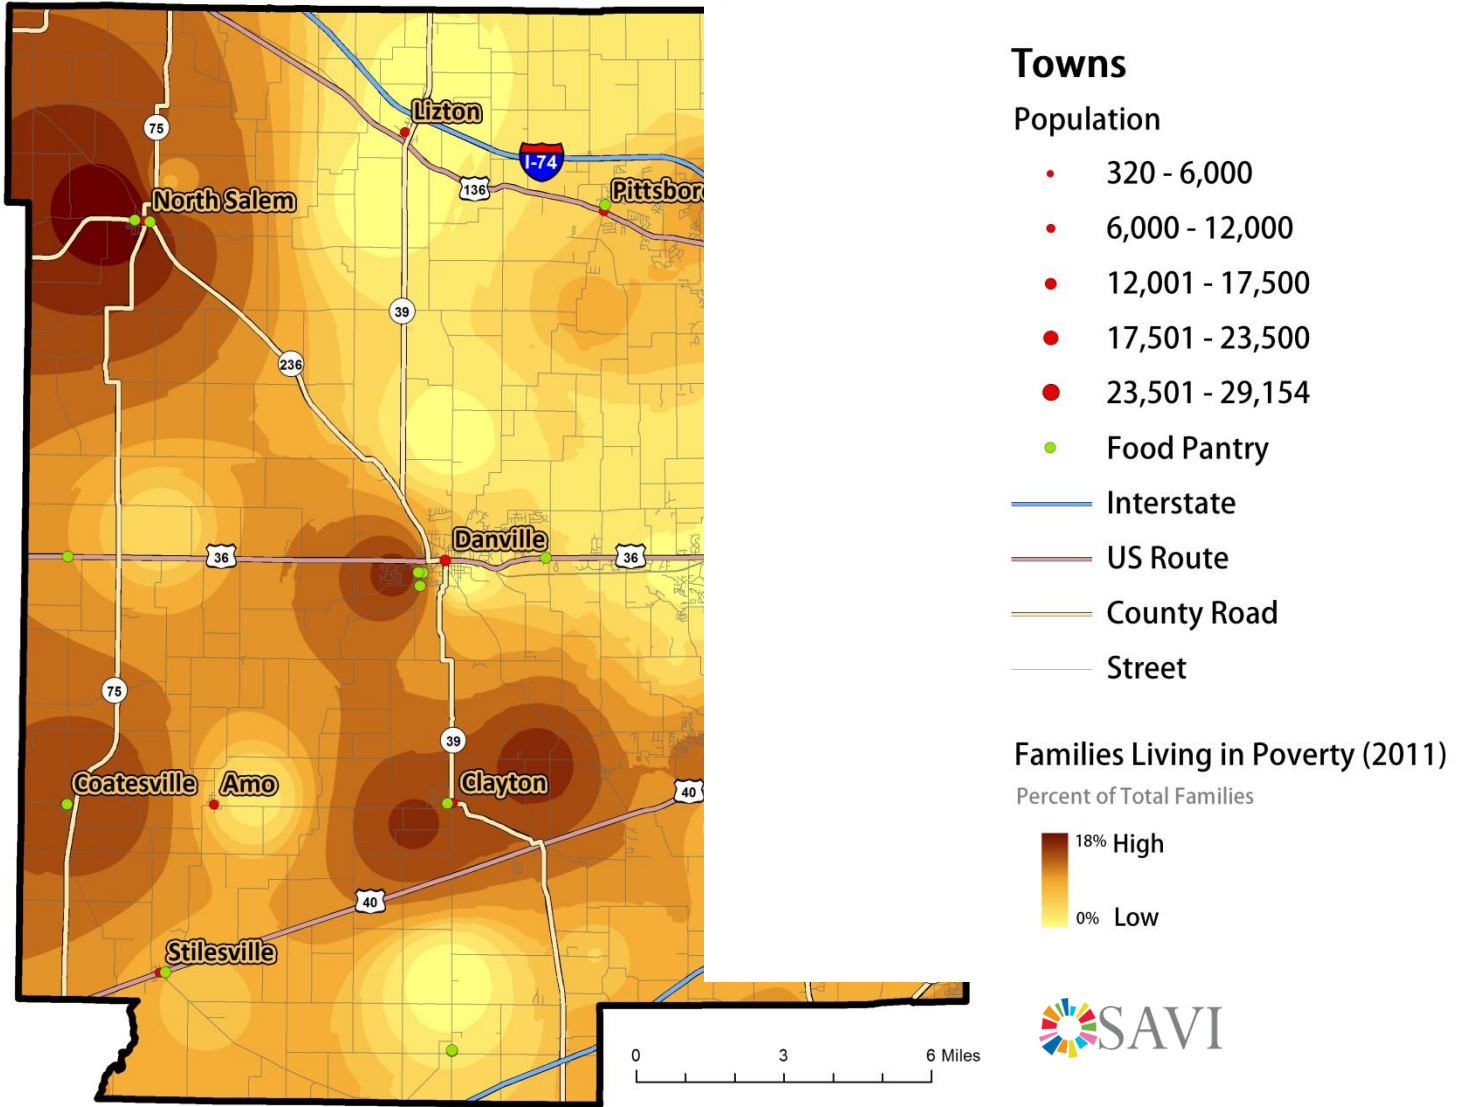 Lizton
75
I-74
136
Pittsbor
North Salem
39
236
Danville
36
36
75
39
Coatesville
Amo
Clayton
40
40
Stilesville
0 3 6 Miles
Towns
Population
320 - 6,000
6,000 - 12,000
12,001 - 17,500
17,501 - 23,500
23,501 - 29,154
Food Pantry
Interstate
US Route
County Road
Street
Families Living in Poverty (2011)
Percent of Total Families
18% High
0% Low
SAVI